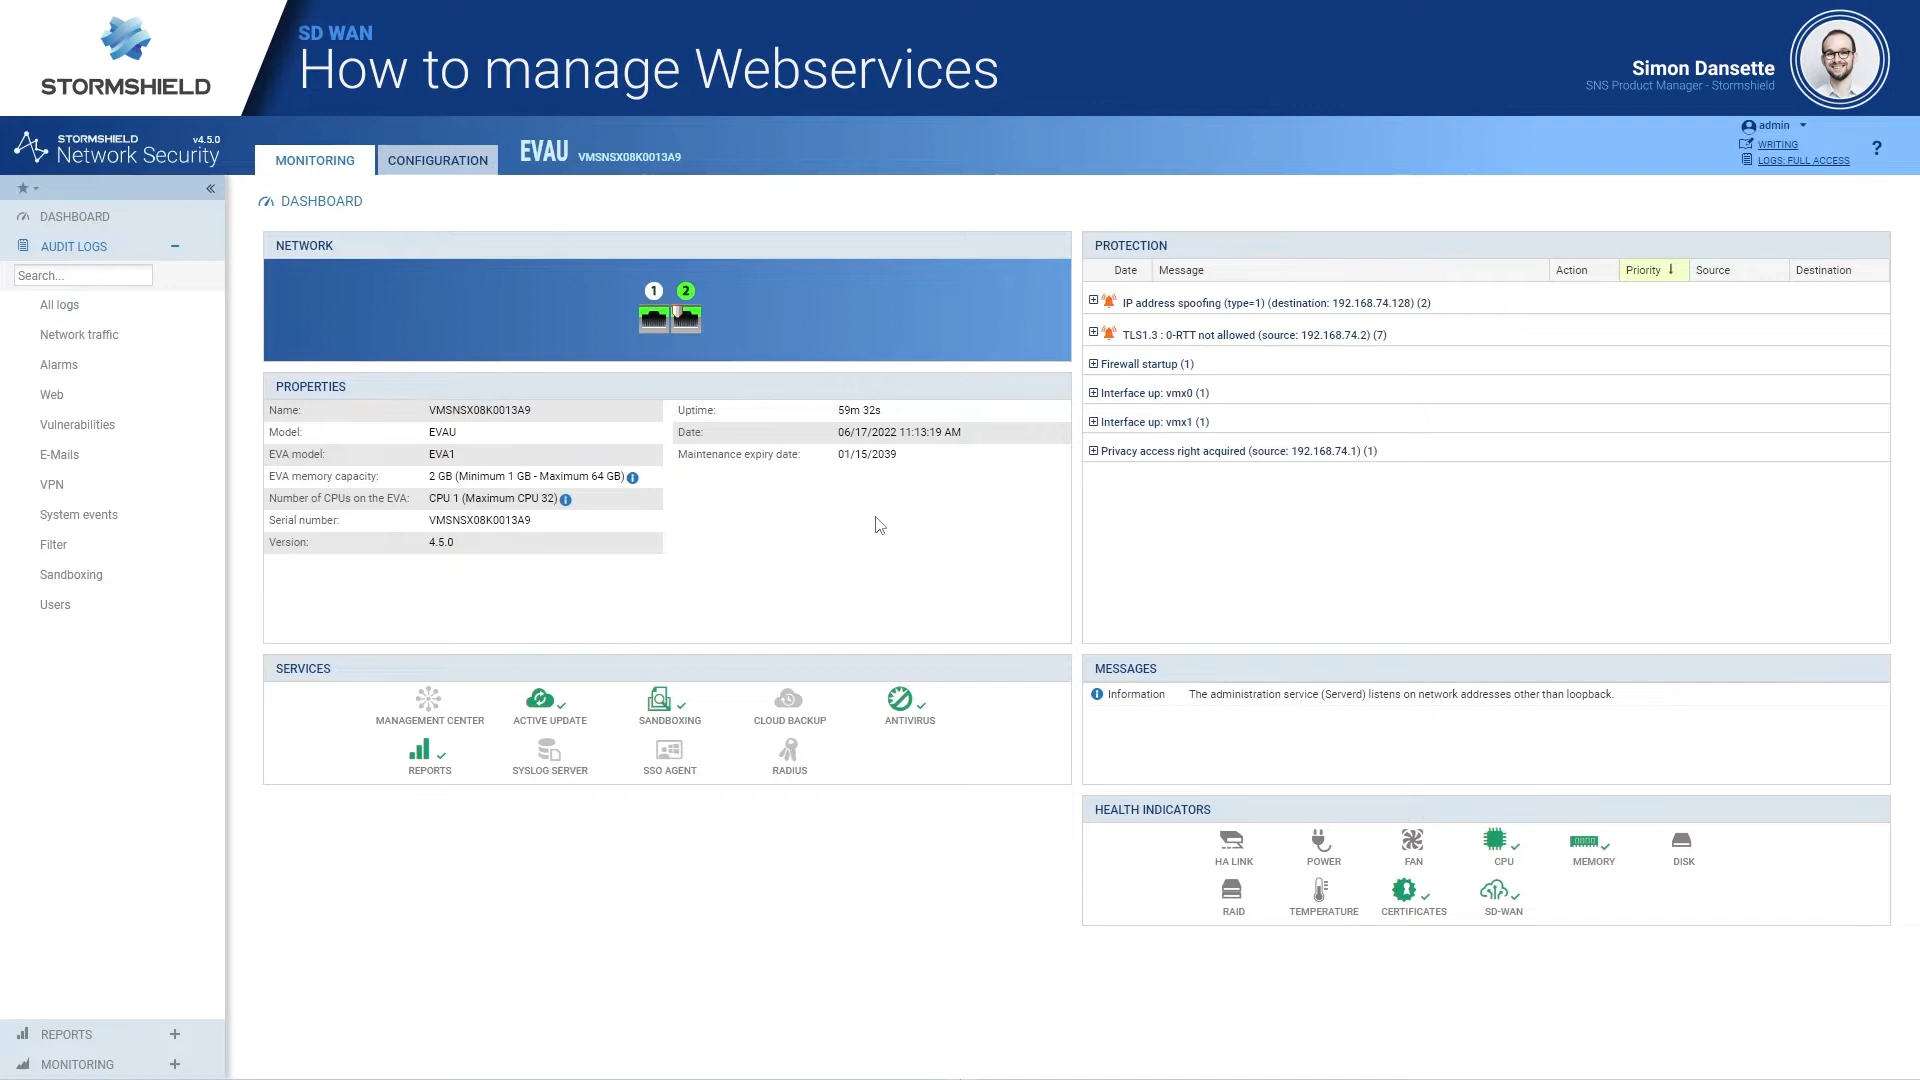 STORMSHIELD
SD WAN
How to manage Webservices
Simon Dansette
SNS Product Manager - Stormshield
STORMSHIELD v4.5.0
Network Security
MONITORING
CONFIGURATION
EVAU VMSNSX08K0013A9
admin
WRITING
LOGS: FULL ACCESS
?
«
DASHBOARD
AUDIT LOGS
Search...
All logs
Network traffic
Alarms
Web
Vulnerabilities
E-Mails
VPN
System events
Filter
Sandboxing
Users
REPORTS
MONITORING
DASHBOARD
NETWORK
1 2
PROPERTIES
Name: VMSNSX08K0013A9
Model: EVAU
EVA model: EVA1
EVA memory capacity: 2 GB (Minimum 1 GB - Maximum 64 GB)
Number of CPUs on the EVA: CPU 1 (Maximum CPU 32)
Serial number: VMSNSX08K0013A9
Version: 4.5.0
Uptime: 59m 32s
Date: 06/17/2022 11:13:19 AM
Maintenance expiry date: 01/15/2039
SERVICES
MANAGEMENT CENTER ACTIVE UPDATE SANDBOXING CLOUD BACKUP ANTIVIRUS
REPORTS SYSLOG SERVER SSO AGENT RADIUS
PROTECTION
Date Message Action Priority Source Destination
IP address spoofing (type=1) (destination: 192.168.74.128) (2)
TLS1.3 : 0-RTT not allowed (source: 192.168.74.2) (7)
Firewall startup (1)
Interface up: vmx0 (1)
Interface up: vmx1 (1)
Privacy access right acquired (source: 192.168.74.1) (1)
MESSAGES
Information The administration service (Serverd) listens on network addresses other than loopback.
HEALTH INDICATORS
HA LINK POWER FAN CPU MEMORY DISK
RAID TEMPERATURE CERTIFICATES SD-WAN